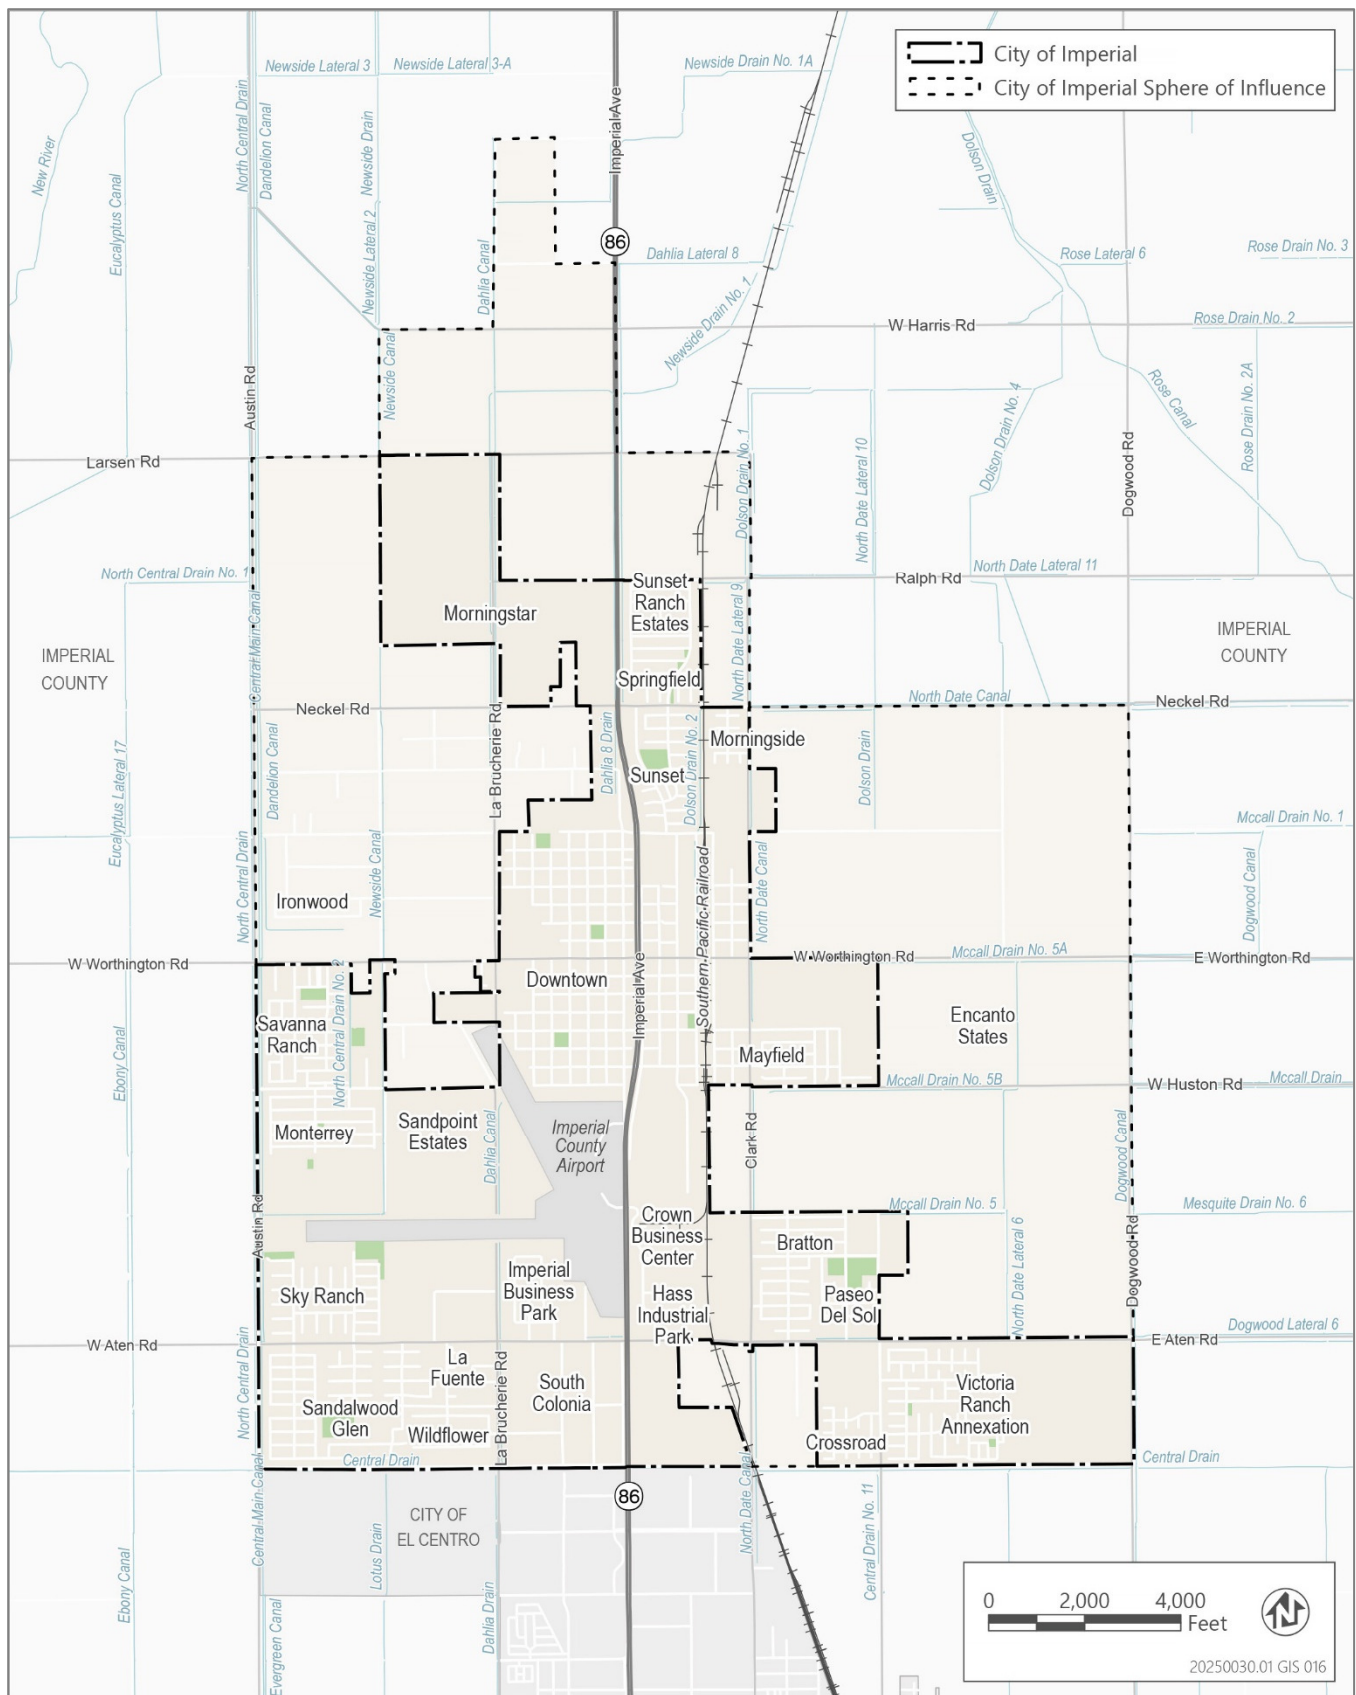 City of Imperial
City of Imperial Sphere of Influence
Newside Lateral 3
Newside Lateral 3-A
Newside Drain No. 1A
New River
Eucalyptus Canal
North Central Drain
Dandelion Canal
Newside Drain
Newside Lateral 2
Dahlia Canal
Imperial Ave
86
Dahlia Lateral 8
Newside Drain No. 1
Dolson Drain
Rose Lateral 6
Rose Drain No. 3
W Harris Rd
Rose Drain No. 2
Newside Canal
Austin Rd
Rose Canal
Rose Drain No. 2A
Dolson Drain No. 4
Larsen Rd
Dolson Drain No. 1
North Date Lateral 10
Dogwood Rd
North Central Drain No. 1
Ralph Rd
North Date Lateral 11
Sunset
Ranch
Estates
Morningstar
North Date Lateral 9
Central Main Canal
IMPERIAL
COUNTY
IMPERIAL
COUNTY
Springfield
North Date Canal
Neckel Rd
Neckel Rd
La Brucherie Rd
Dahlia 8 Drain
Dolson Drain No. 2
Morningside
Sunset
Dolson Drain
Dandelion Canal
Eucalyptus Lateral 17
Mccall Drain No. 1
North Central Drain
Newside Canal
Southern Pacific Railroad
North Date Canal
Dogwood Canal
Ironwood
W Worthington Rd
W Worthington Rd
Mccall Drain No. 5A
E Worthington Rd
Downtown
Imperial Ave
North Central Drain No. 2
Savanna
Ranch
Encanto
States
Ebony Canal
Mayfield
Mccall Drain No. 5B
W Huston Rd
Mccall Drain
Monterrey
Sandpoint
Estates
Dahlia Canal
Imperial
County
Airport
Clark Rd
Dogwood Canal
Austin Rd
Mccall Drain No. 5
Mesquite Drain No. 6
Crown
Business
Center
Bratton
North Date Lateral 6
Dogwood Rd
Sky Ranch
Imperial
Business
Park
Hass
Industrial
Park
Paseo
Del Sol
Dogwood Lateral 6
W Aten Rd
E Aten Rd
North Central Drain
La
Fuente
La Brucherie Rd
South
Colonia
Victoria
Ranch
Annexation
Sandalwood
Glen
Wildflower
Crossroad
Central Drain
Central Drain
Central Main Canal
86
North Date Canal
CITY OF
EL CENTRO
Lotus Drain
Central Drain No. 11
Ebony Canal
Evergreen Canal
Dahlia Drain
0 2,000 4,000
Feet
N
20250030.01 GIS 016